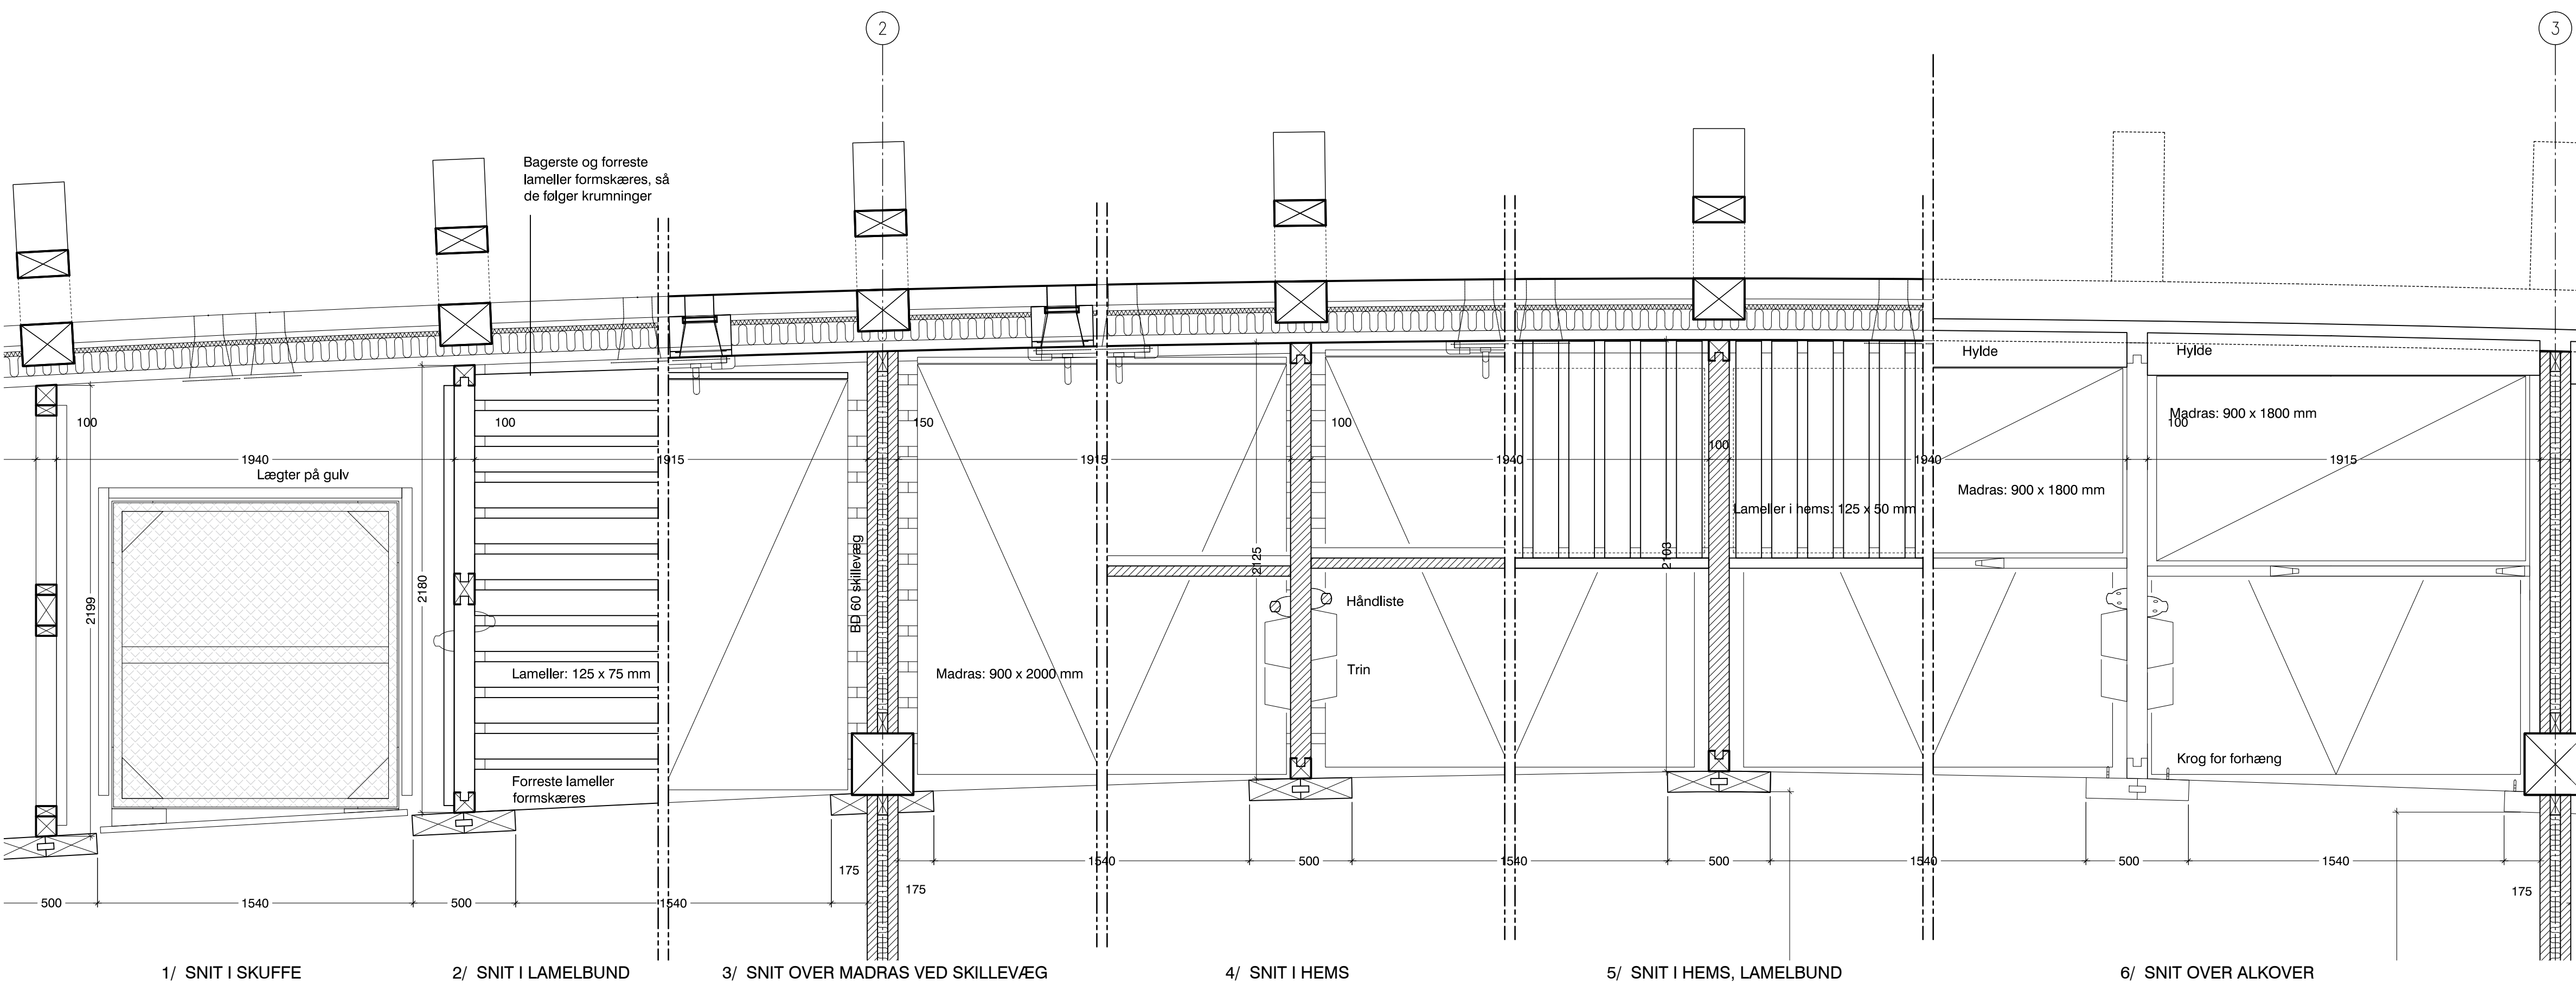 2
3
Bagerste og forreste
lameller formskæres, så
de følger krumninger
Hylde
Hylde
Madras: 900 x 1800 mm
100
100
150
100
100
100
1940
1915
1915
1940
1940
1915
Lægter på gulv
Madras: 900 x 1800 mm
Lameller i hems: 125 x 50 mm
2199
2180
BD 60 skillevæg
2125
2103
Håndliste
Lameller: 125 x 75 mm
Madras: 900 x 2000 mm
Trin
Krog for forhæng
Forreste lameller
formskæres
175
175
1540
500
1540
500
1540
500
1540
175
500
1540
500
1540
1/ SNIT I SKUFFE
2/ SNIT I LAMELBUND
3/ SNIT OVER MADRAS VED SKILLEVÆG
4/ SNIT I HEMS
5/ SNIT I HEMS, LAMELBUND
6/ SNIT OVER ALKOVER